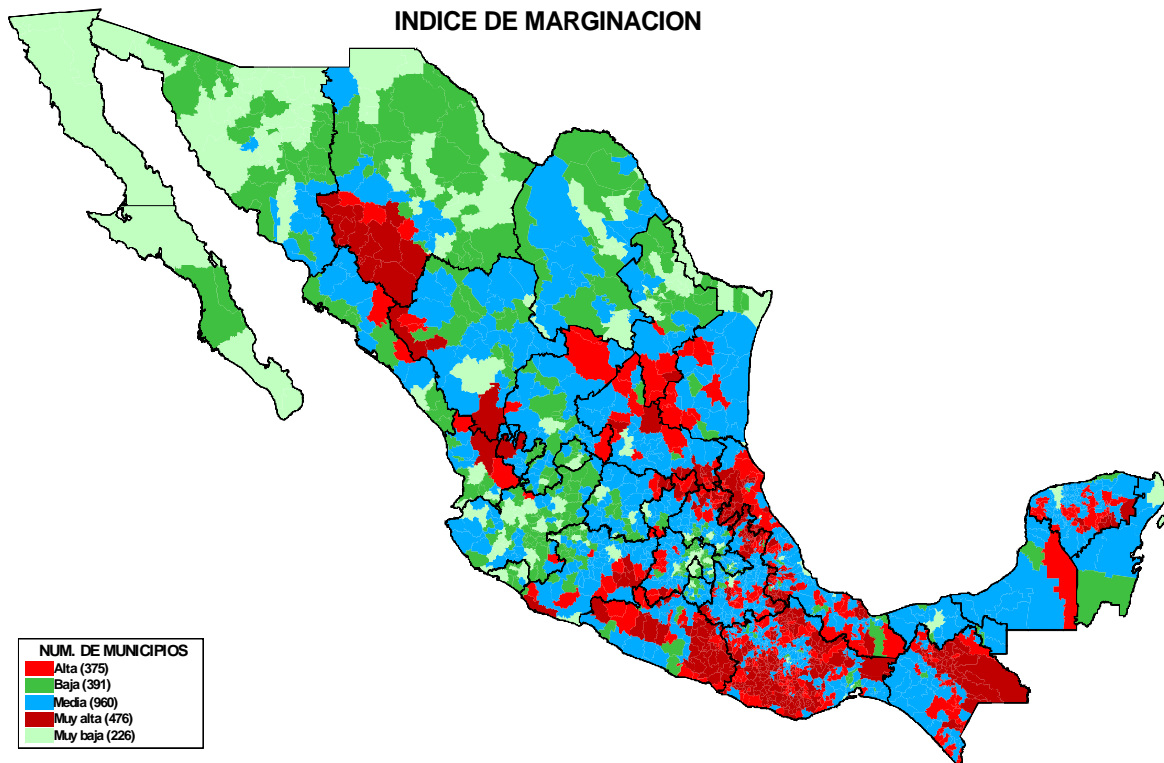 INDICE DE MARGINACION
NUM. DE MUNICIPIOS
Alta (375)
Baja (391)
Media (960)
Muy alta (476)
Muy baja (226)